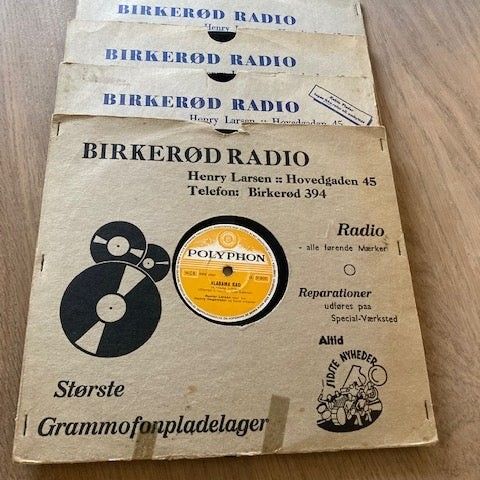 BIRKERØD RADIO
Henry L
BIRKERØD RADIO
BIRKERØD RADIO
Henry Larsen :: Hovedgaden 45
BIRKERØD RADIO
Henry Larsen :: Hovedgaden 45
Telefon: Birkerød 394
Radio
- alle førende Mærker
Reparationer
udføres paa
Special-Værksted
Altid
SIDSTE NYHEDER
POLYPHON
ALABAMA RAG
Største
Grammofonpladelager